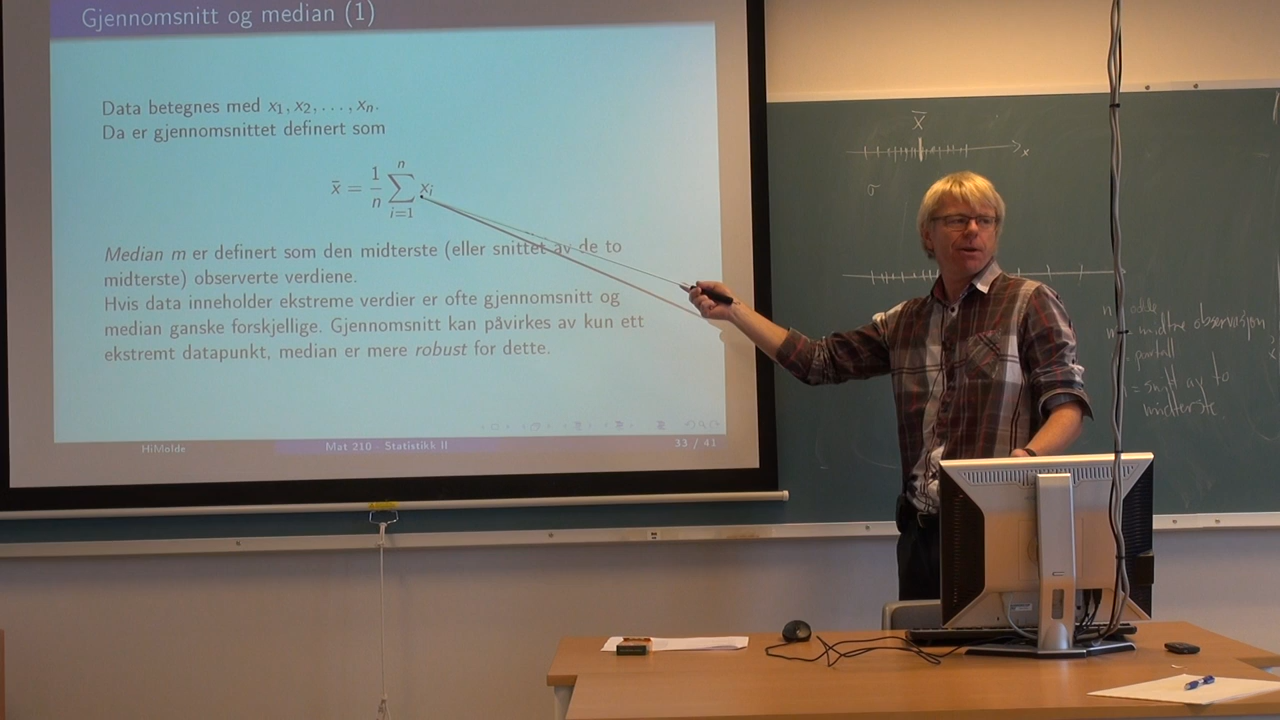 Gjennomsnitt og median (1)
Data betegnes med x₁, x₂, . . . , xₙ.
Da er gjennomsnittet definert som
x̄ = 1/n ∑ᵢ₌₁ⁿ xᵢ
Median m er definert som den midterste (eller snittet av de to
midterste) observerte verdiene.
Hvis data inneholder ekstreme verdier er ofte gjennomsnitt og
median ganske forskjellige. Gjennomsnitt kan påvirkes av kun ett
ekstremt datapunkt, median er mere robust for dette.
HiMolde Mat 210 - Statistikk II 33 / 41
X̄
x
σ
n odde
midtre observasjon
= partall
= snitt av to
midterste